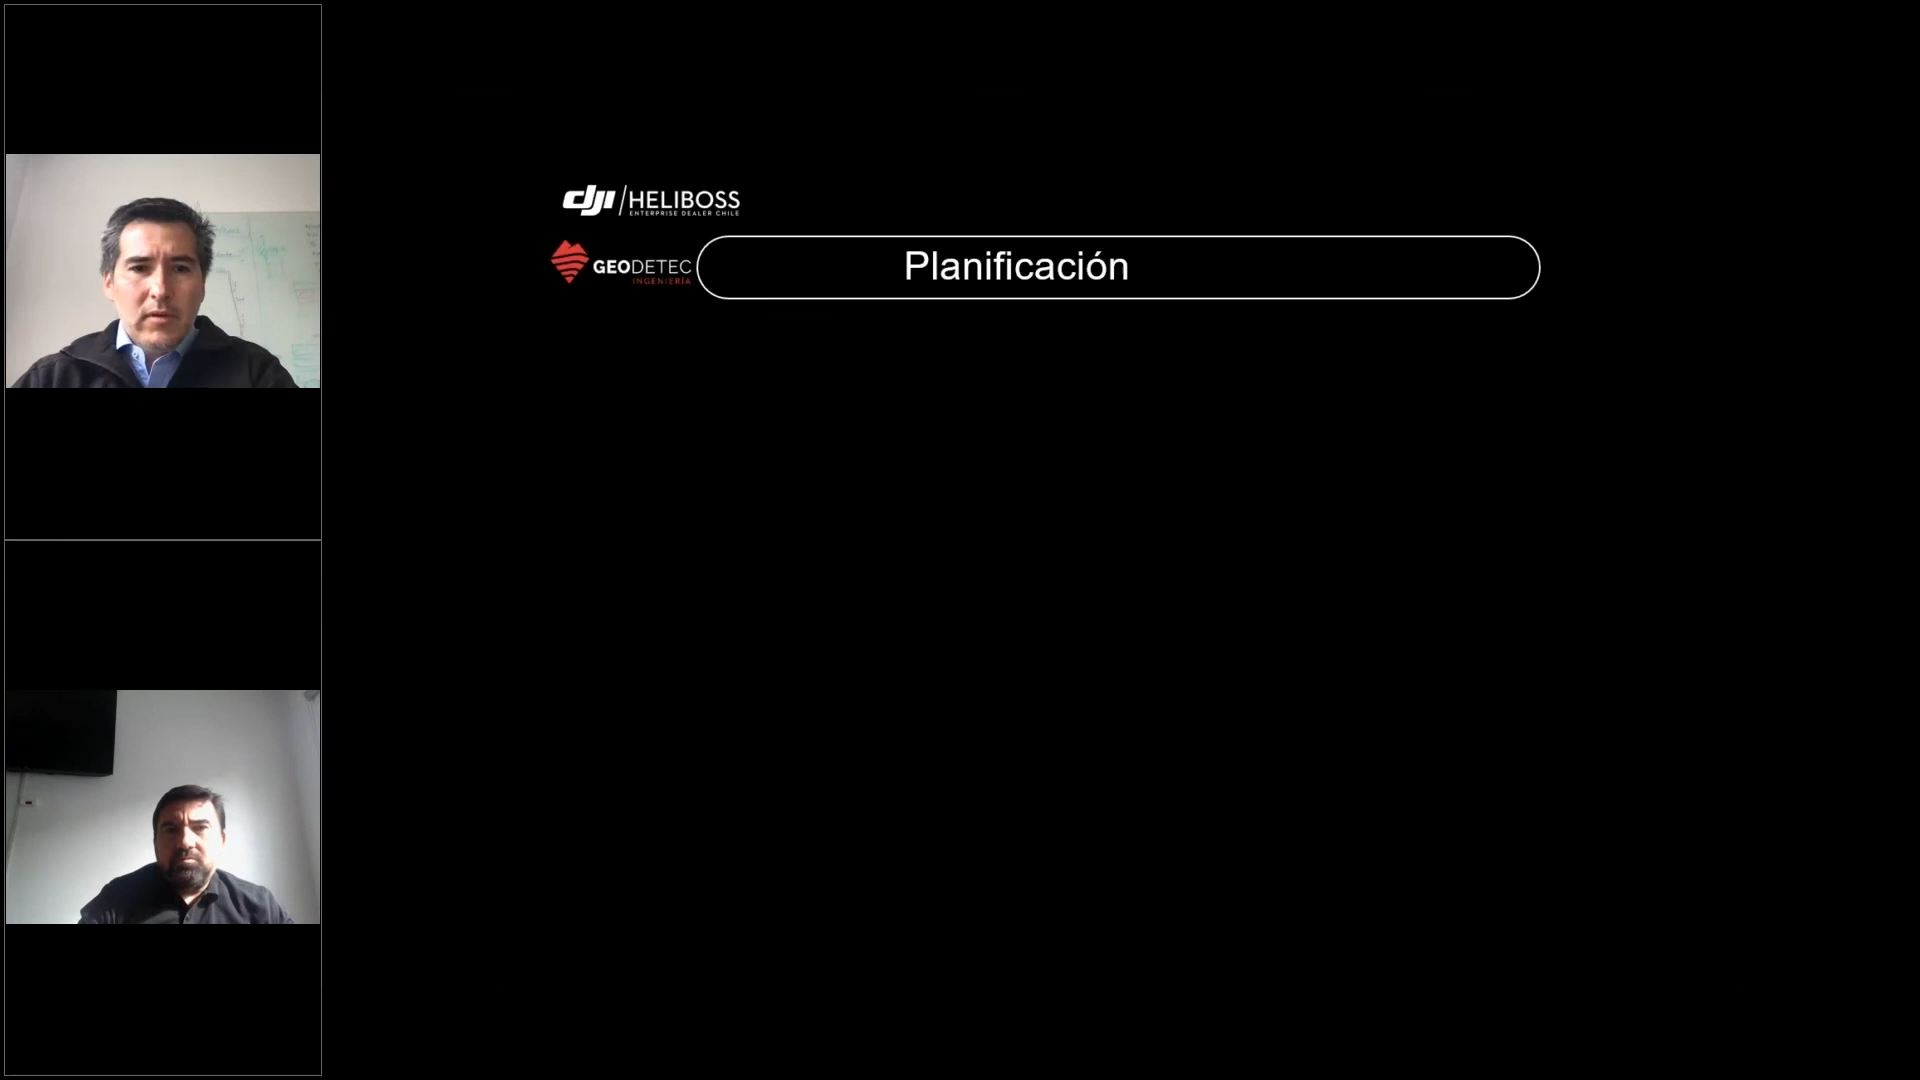 dji HELIBOSS
ENTERPRISE DEALER CHILE
GEODETEC
INGENIERÍA
Planificación